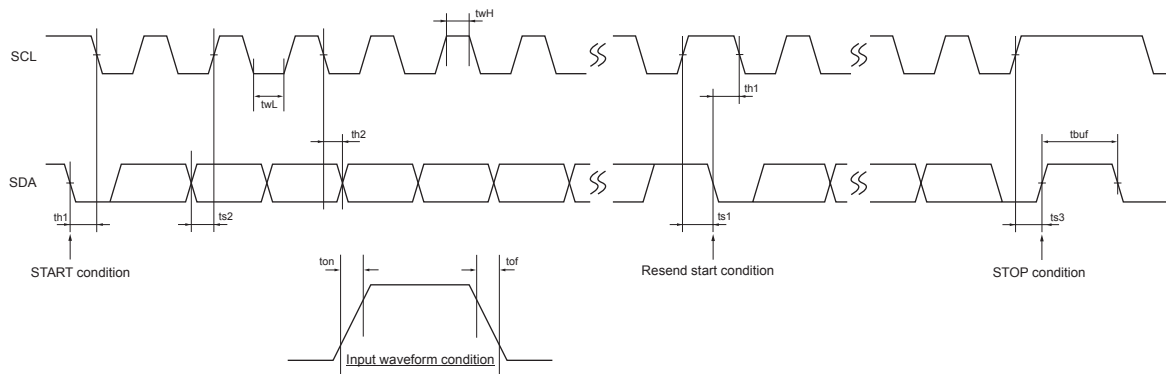 twH
SCL
th1
twL
th2
tbuf
SDA
th1
ts2
ts1
ts3
START condition
ton
tof
Resend start condition
STOP condition
Input waveform condition